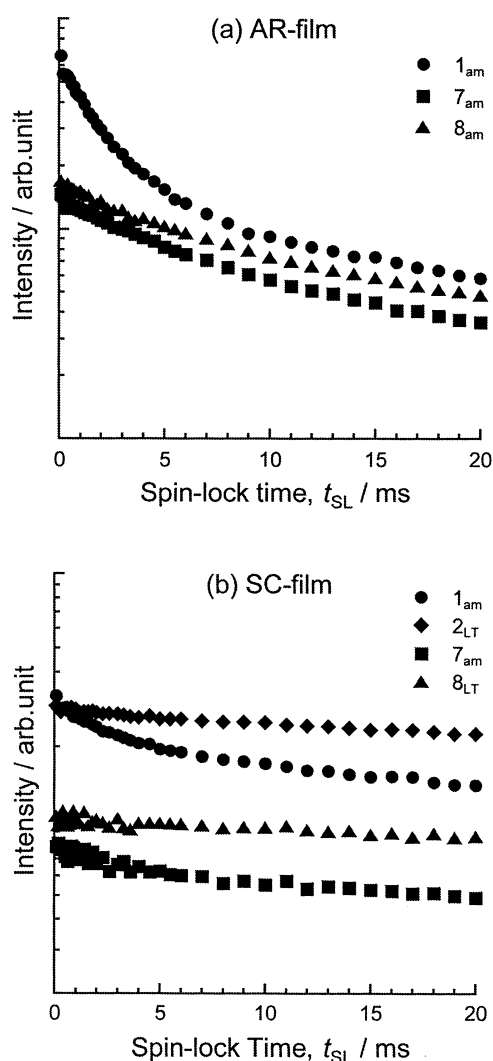 (a) AR-film
1am
7am
8am
Intensity / arb.unit
0 5 10 15 20
Spin-lock time, tSL / ms
(b) SC-film
1am
2LT
7am
8LT
Intensity / arb.unit
0 5 10 15 20
Spin-lock Time, tSL / ms